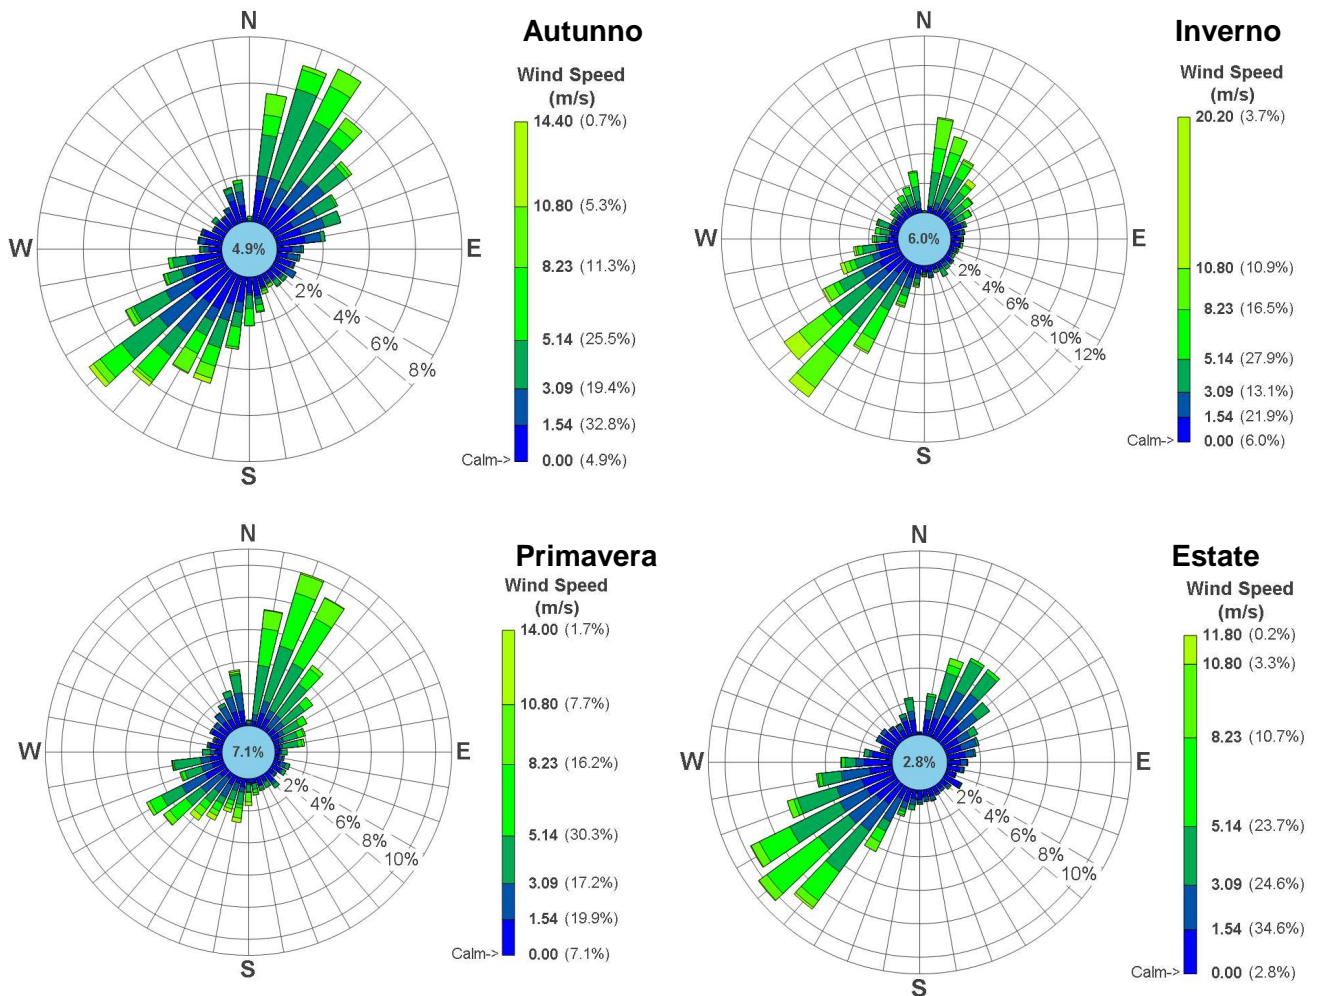 Autunno
N
W
E
S
4.9%
2%
4%
6%
8%
Wind Speed
(m/s)
14.40 (0.7%)
10.80 (5.3%)
8.23 (11.3%)
5.14 (25.5%)
3.09 (19.4%)
1.54 (32.8%)
Calm-> 0.00 (4.9%)
Inverno
N
W
E
S
6.0%
2%
4%
6%
8%
10%
12%
Wind Speed
(m/s)
20.20 (3.7%)
10.80 (10.9%)
8.23 (16.5%)
5.14 (27.9%)
3.09 (13.1%)
1.54 (21.9%)
Calm-> 0.00 (6.0%)
Primavera
N
W
E
S
7.1%
2%
4%
6%
8%
10%
Wind Speed
(m/s)
14.00 (1.7%)
10.80 (7.7%)
8.23 (16.2%)
5.14 (30.3%)
3.09 (17.2%)
1.54 (19.9%)
Calm-> 0.00 (7.1%)
Estate
N
W
E
S
2.8%
2%
4%
6%
8%
10%
Wind Speed
(m/s)
11.80 (0.2%)
10.80 (3.3%)
8.23 (10.7%)
5.14 (23.7%)
3.09 (24.6%)
1.54 (34.6%)
Calm-> 0.00 (2.8%)